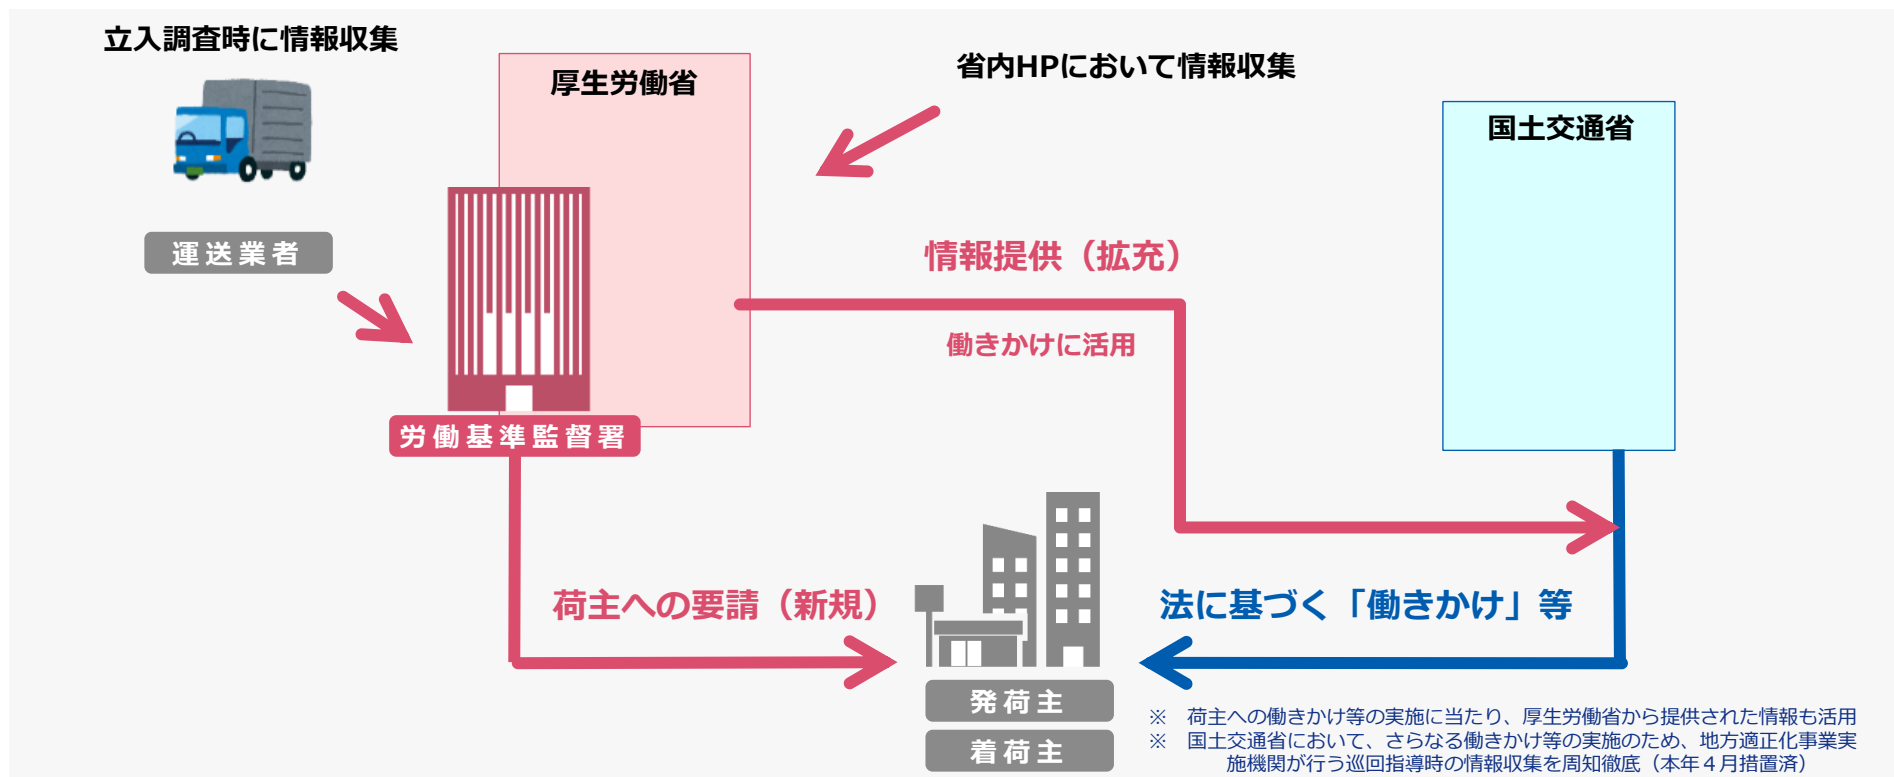 立入調査時に情報収集
厚生労働省
省内HPにおいて情報収集
国土交通省
運送業者
情報提供（拡充）
働きかけに活用
労働基準監督署
荷主への要請（新規）
法に基づく「働きかけ」等
発荷主
着荷主
※　荷主への働きかけ等の実施に当たり、厚生労働省から提供された情報も活用
※　国土交通省において、さらなる働きかけ等の実施のため、地方適正化事業実
施機関が行う巡回指導時の情報収集を周知徹底（本年４月措置済）